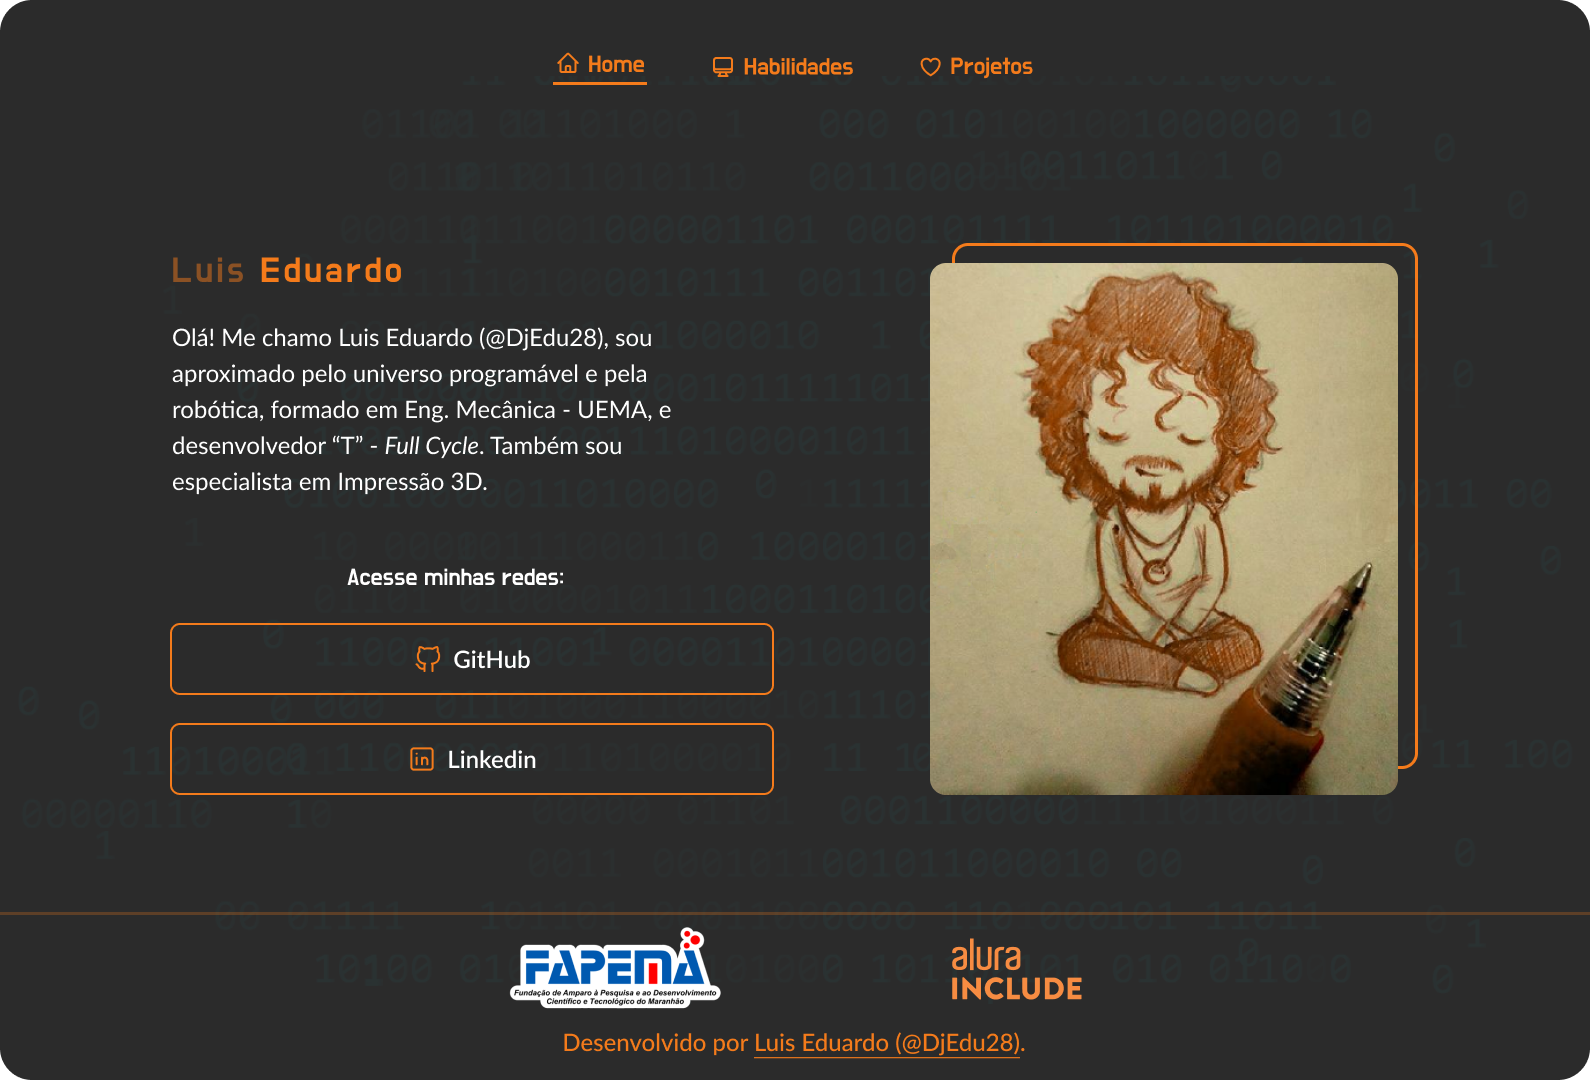 Home
Habilidades
Projetos
Luis Eduardo
Olá! Me chamo Luis Eduardo (@DjEdu28), sou
aproximado pelo universo programável e pela
robótica, formado em Eng. Mecânica - UEMA, e
desenvolvedor “T” - Full Cycle. Também sou
especialista em Impressão 3D.
Acesse minhas redes:
GitHub
Linkedin
FAPEMA
Fundação de Amparo à Pesquisa e ao Desenvolvimento
Científico e Tecnológico do Maranhão
alura
INCLUDE
Desenvolvido por Luis Eduardo (@DjEdu28).